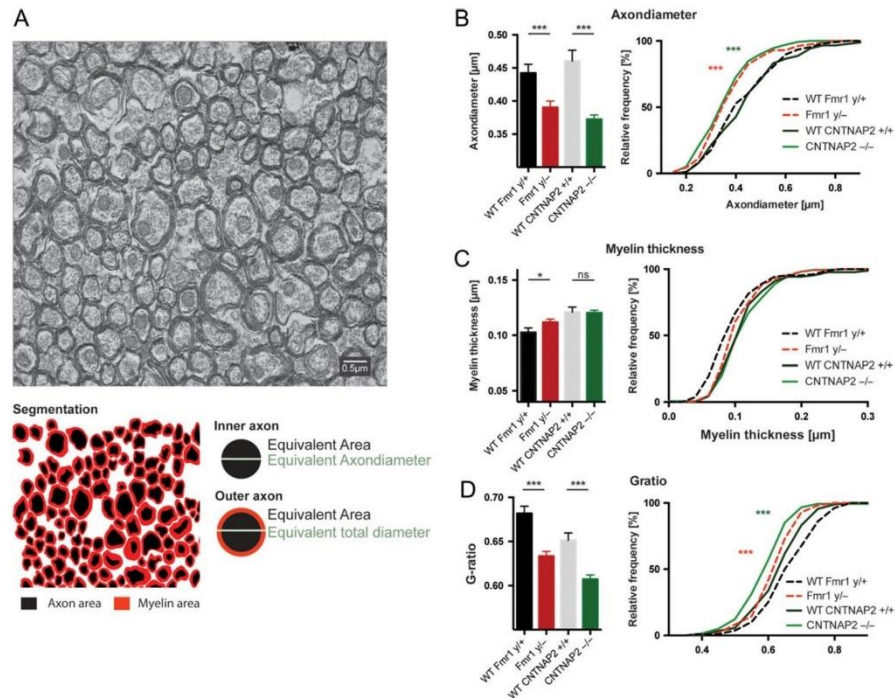 A
0.5µm
Segmentation
Inner axon
Equivalent Area
Equivalent Axondiameter
Outer axon
Equivalent Area
Equivalent total diameter
Axon area
Myelin area
B
Axondiameter
Axondiameter [µm]
0.45
0.40
0.35
***
***
WT Fmr1 y/+
Fmr1 y/–
WT CNTNAP2 +/+
CNTNAP2 –/–
Relative frequency [%]
100
50
0
***
***
WT Fmr1 y/+
Fmr1 y/–
WT CNTNAP2 +/+
CNTNAP2 –/–
0.2 0.4 0.6 0.8
Axondiameter [µm]
C
Myelin thickness
Myelin thickness [µm]
0.15
0.10
0.05
*
ns
WT Fmr1 y/+
Fmr1 y/–
WT CNTNAP2 +/+
CNTNAP2 –/–
Relative frequency [%]
100
50
0
WT Fmr1 y/+
Fmr1 y/–
WT CNTNAP2 +/+
CNTNAP2 –/–
0.0 0.1 0.2 0.3
Myelin thickness [µm]
D
Gratio
G-ratio
0.70
0.65
0.60
***
***
WT Fmr1 y/+
Fmr1 y/–
WT CNTNAP2 +/+
CNTNAP2 –/–
Relative frequency [%]
100
50
0
***
***
WT Fmr1 y/+
Fmr1 y/–
WT CNTNAP2 +/+
CNTNAP2 –/–
0.4 0.6 0.8